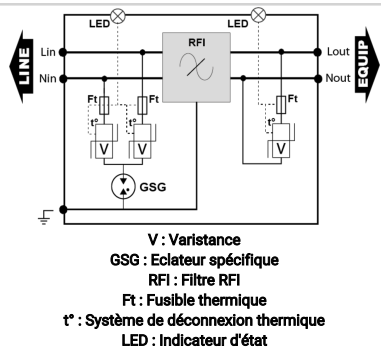 LED
LED
RFI
Lin
Lout
LINE
EQUIP
Nin
Nout
Ft
Ft
Ft
t°
t°
t°
V
V
V
GSG
V : Varistance
GSG : Eclateur spécifique
RFI : Filtre RFI
Ft : Fusible thermique
t° : Système de déconnexion thermique
LED : Indicateur d'état